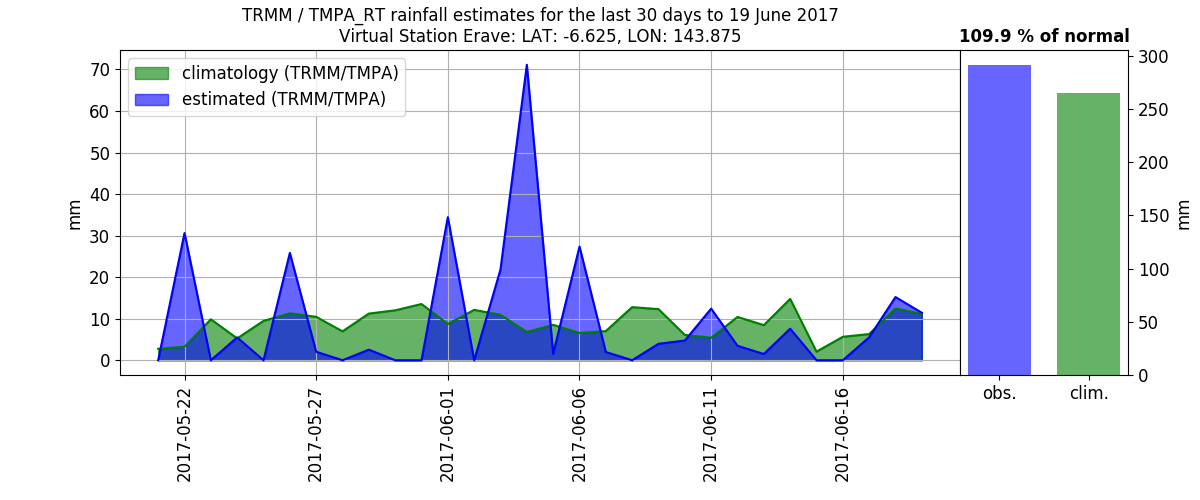 TRMM / TMPA_RT rainfall estimates for the last 30 days to 19 June 2017
Virtual Station Erave: LAT: -6.625, LON: 143.875
109.9 % of normal
climatology (TRMM/TMPA)
estimated (TRMM/TMPA)
mm
70
60
50
40
30
20
10
0
2017-05-22
2017-05-27
2017-06-01
2017-06-06
2017-06-11
2017-06-16
300
250
200
150
100
50
0
mm
obs.
clim.